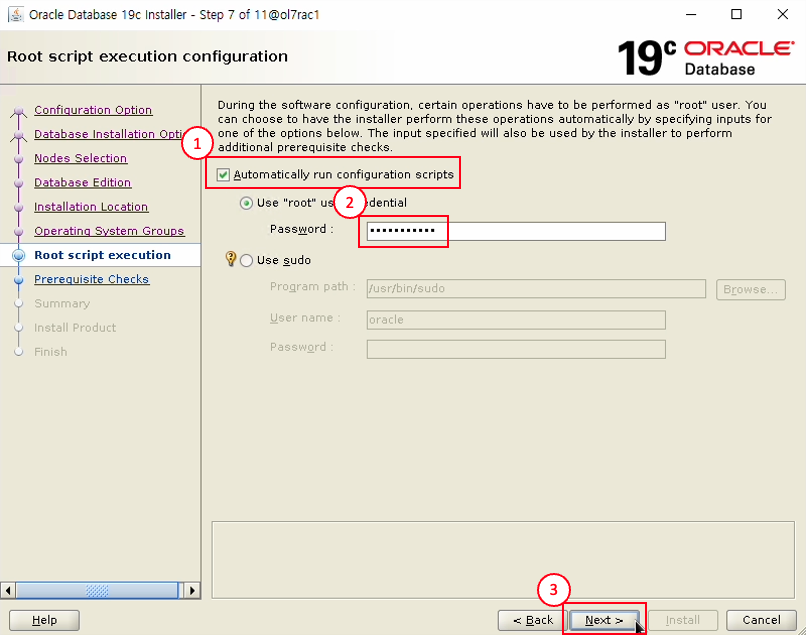 Oracle Database 19c Installer - Step 7 of 11@ol7rac1
Root script execution configuration
19c ORACLE
Database
Configuration Option
Database Installation Opti
Nodes Selection
Database Edition
Installation Location
Operating System Groups
Root script execution
Prerequisite Checks
Summary
Install Product
Finish
During the software configuration, certain operations have to be performed as "root" user. You
can choose to have the installer perform these operations automatically by specifying inputs for
one of the options below. The input specified will also be used by the installer to perform
additional prerequisite checks.
1
Automatically run configuration scripts
Use "root" us
2
edential
Password :
•••••••••••
Use sudo
Program path :
/usr/bin/sudo
Browse...
User name :
oracle
Password :
3
Help
< Back
Next >
Install
Cancel